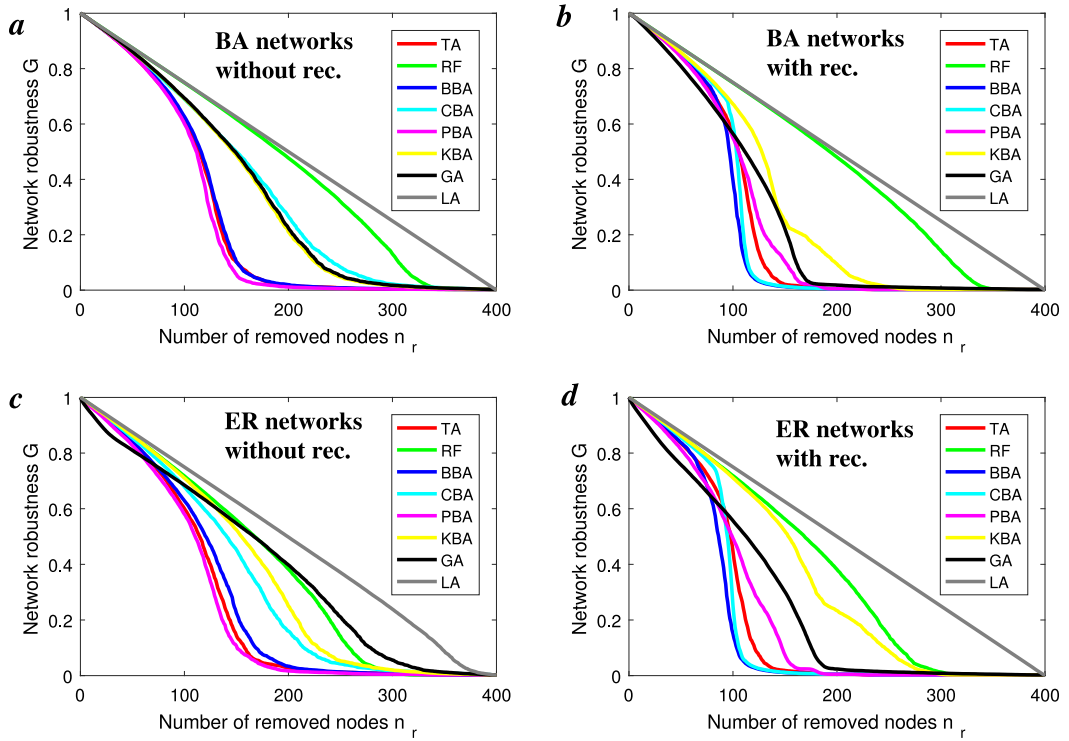 a
BA networks
without rec.
TA
RF
BBA
CBA
PBA
KBA
GA
LA
Network robustness G
1
0.8
0.6
0.4
0.2
0
0 100 200 300 400
Number of removed nodes n r
b
BA networks
with rec.
TA
RF
BBA
CBA
PBA
KBA
GA
LA
Network robustness G
1
0.8
0.6
0.4
0.2
0
0 100 200 300 400
Number of removed nodes n r
c
ER networks
without rec.
TA
RF
BBA
CBA
PBA
KBA
GA
LA
Network robustness G
1
0.8
0.6
0.4
0.2
0
0 100 200 300 400
Number of removed nodes n r
d
ER networks
with rec.
TA
RF
BBA
CBA
PBA
KBA
GA
LA
Network robustness G
1
0.8
0.6
0.4
0.2
0
0 100 200 300 400
Number of removed nodes n r